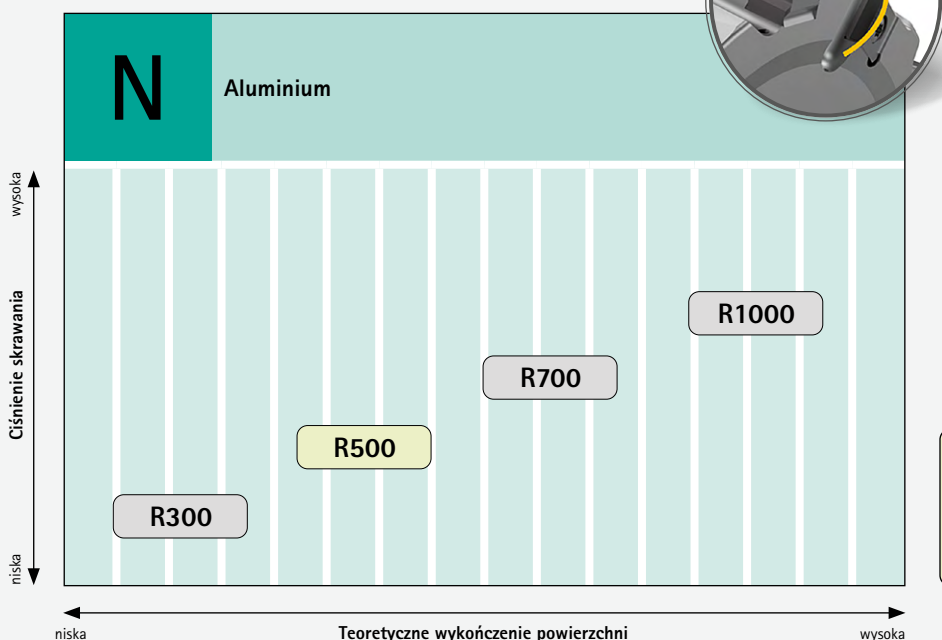 N
Aluminium
wysoka
Ciśnienie skrawania
niska
R1000
R700
R500
R300
niska
Teoretyczne wykończenie powierzchni
wysoka